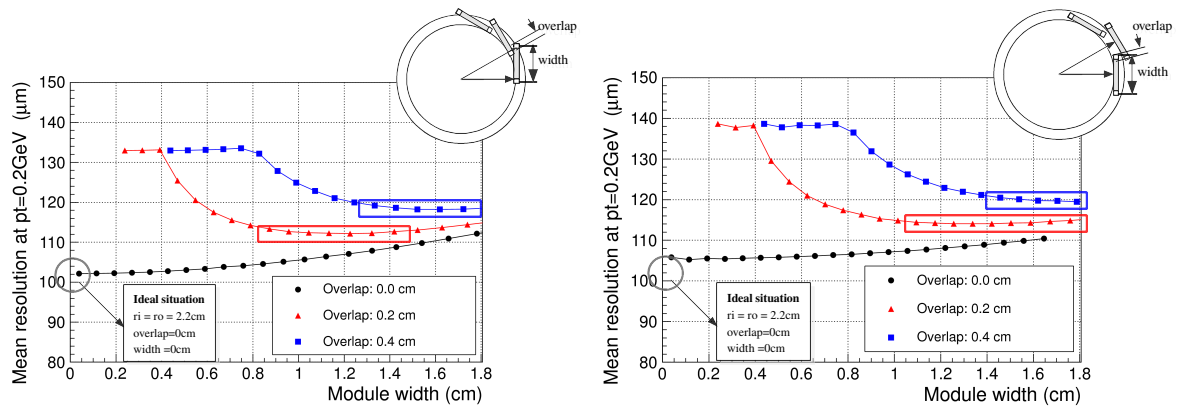 overlap
width
150
140
130
120
110
100
90
80
Mean resolution at pt=0.2GeV (μm)
Ideal situation
ri = ro = 2.2cm
overlap=0cm
width =0cm
Overlap: 0.0 cm
Overlap: 0.2 cm
Overlap: 0.4 cm
0 0.2 0.4 0.6 0.8 1 1.2 1.4 1.6 1.8
Module width (cm)
overlap
width
150
140
130
120
110
100
90
80
Mean resolution at pt=0.2GeV (μm)
Ideal situation
ri = ro = 2.2cm
overlap=0cm
width =0cm
Overlap: 0.0 cm
Overlap: 0.2 cm
Overlap: 0.4 cm
0 0.2 0.4 0.6 0.8 1 1.2 1.4 1.6 1.8
Module width (cm)